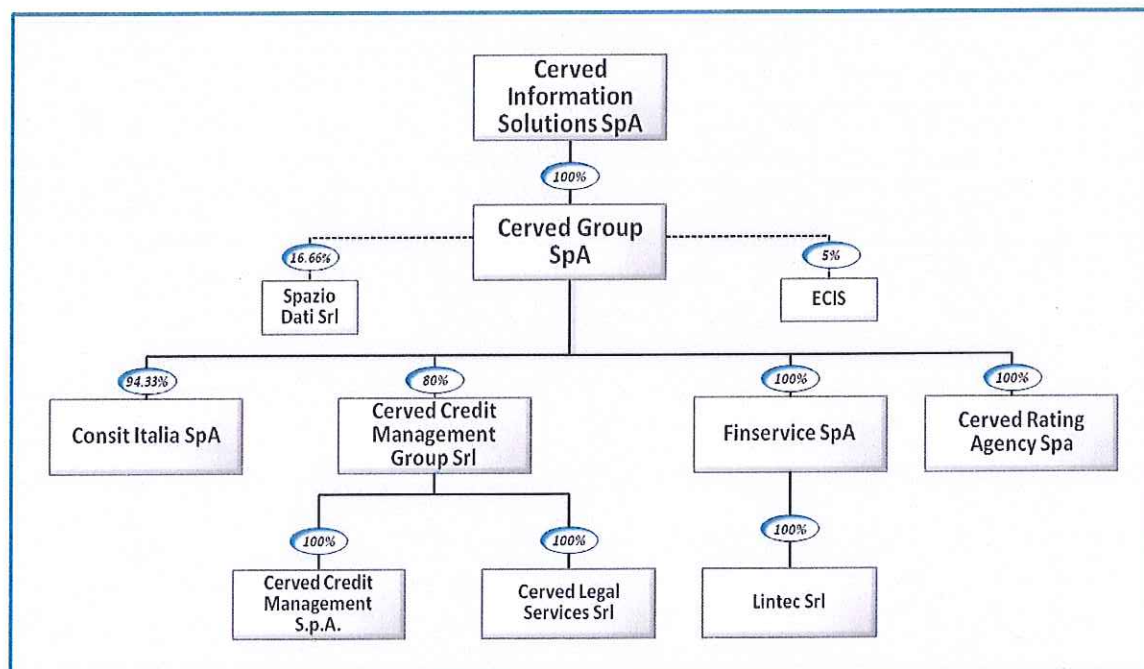 Cerved
Information
Solutions SpA
100%
Cerved Group
SpA
16.66%
5%
Spazio
Dati Srl
ECIS
94.33%
80%
100%
100%
Consit Italia SpA
Cerved Credit
Management
Group Srl
Finservice SpA
Cerved Rating
Agency Spa
100%
100%
100%
Cerved Credit
Management
S.p.A.
Cerved Legal
Services Srl
Lintec Srl